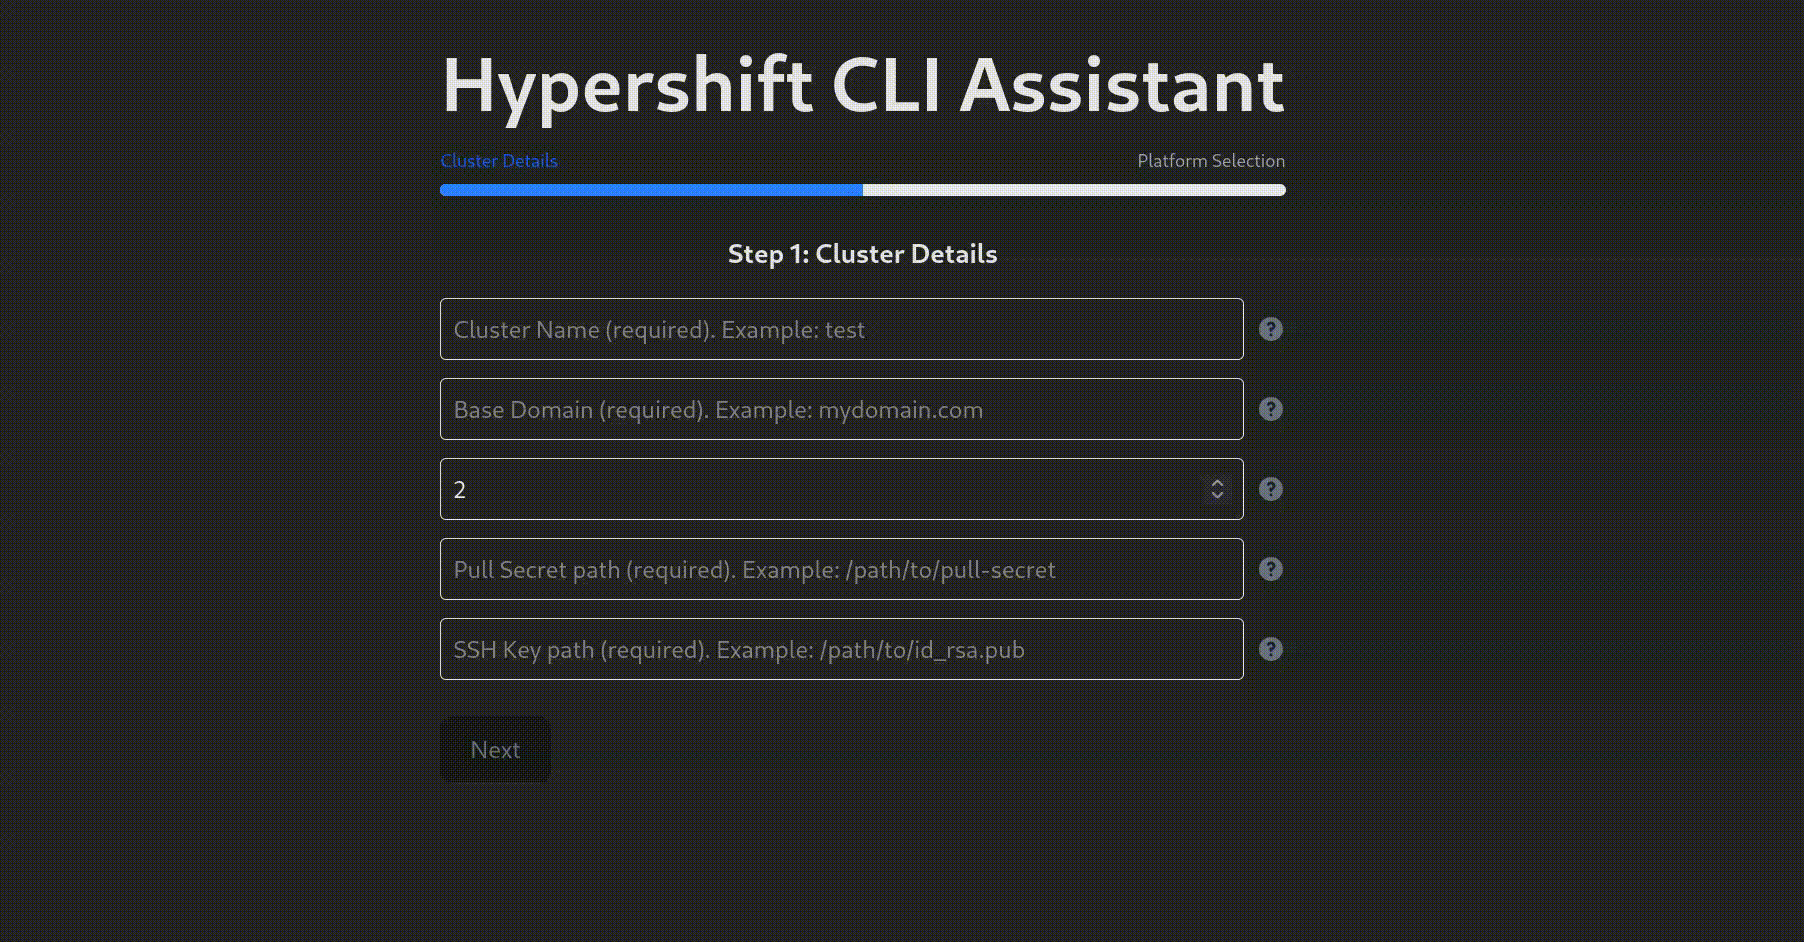 Hypershift CLI Assistant
Cluster Details
Platform Selection
Step 1: Cluster Details
Cluster Name (required). Example: test
?
Base Domain (required). Example: mydomain.com
?
2
?
Pull Secret path (required). Example: /path/to/pull-secret
?
SSH Key path (required). Example: /path/to/id_rsa.pub
?
Next